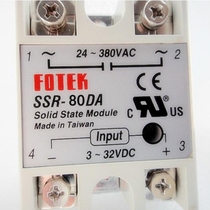 1 ~ 24~380VAC ~ 2
FOTEK
CE
SSR-80DA
Solid State Module
Made in Taiwan
c RU us
Input
4 - 3~32VDC + 3